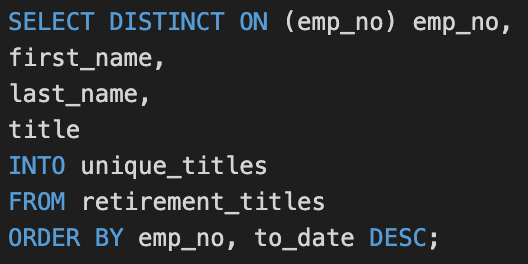 SELECT DISTINCT ON (emp_no) emp_no,
first_name,
last_name,
title
INTO unique_titles
FROM retirement_titles
ORDER BY emp_no, to_date DESC;